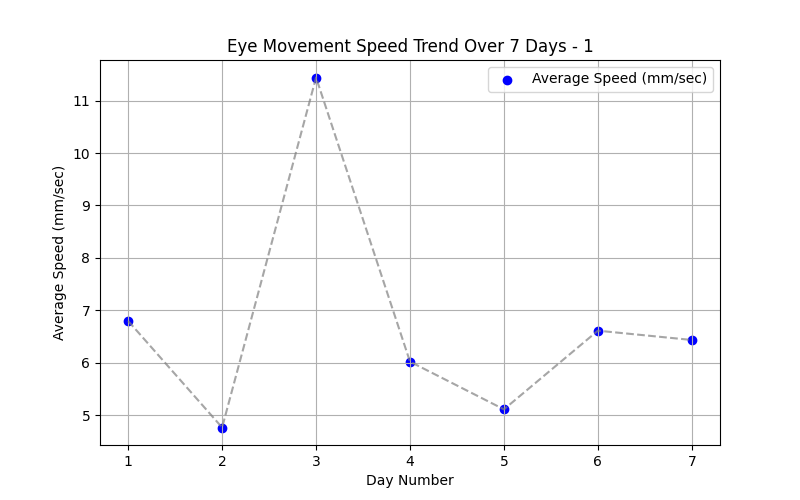 Eye Movement Speed Trend Over 7 Days - 1
Average Speed (mm/sec)
11
10
9
8
7
6
5
Average Speed (mm/sec)
1 2 3 4 5 6 7
Day Number